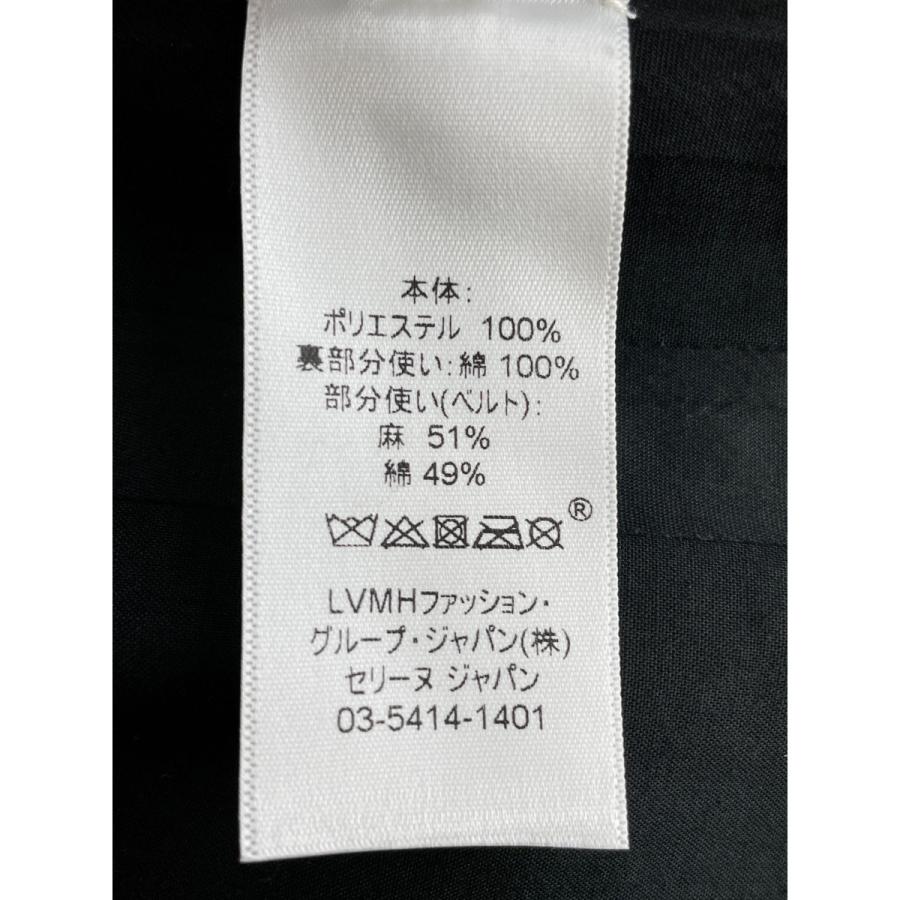 本体:
ポリエステル 100%
裏部分使い:綿 100%
部分使い(ベルト):
麻 51%
綿 49%
®
LVMHファッション・
グループ・ジャパン(株)
セリーヌ ジャパン
03-5414-1401